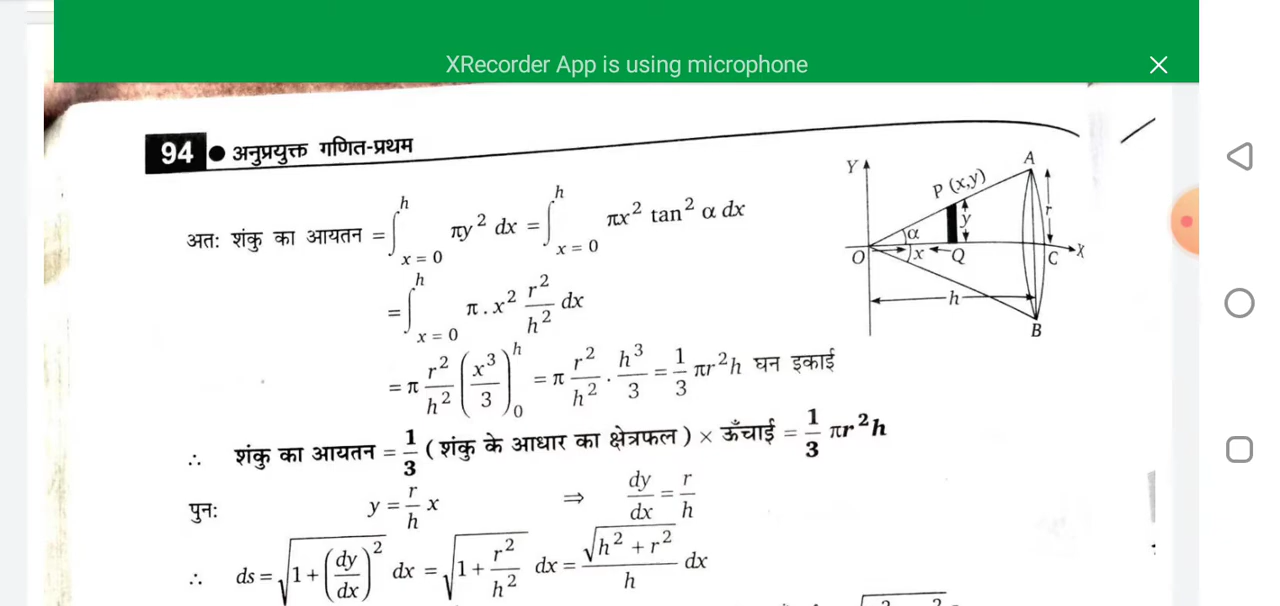 XRecorder App is using microphone
94 ● अनुप्रयुक्त गणित-प्रथम
अतः शंकु का आयतन = ∫_{x = 0}^{h} πy² dx = ∫_{x = 0}^{h} πx² tan² α dx
= ∫_{x = 0}^{h} π . x² r²/h² dx
= π r²/h² (x³/3)_0^h = π r²/h² . h³/3 = 1/3 πr²h घन इकाई
∴ शंकु का आयतन = 1/3 ( शंकु के आधार का क्षेत्रफल ) × ऊँचाई = 1/3 πr²h
पुनः y = r/h x ⇒ dy/dx = r/h
∴ ds = √(1 + (dy/dx)²) dx = √(1 + r²/h²) dx = √(h² + r²)/h dx
Y
A
P (x,y)
r
y
α
O
x
Q
C
X
h
B